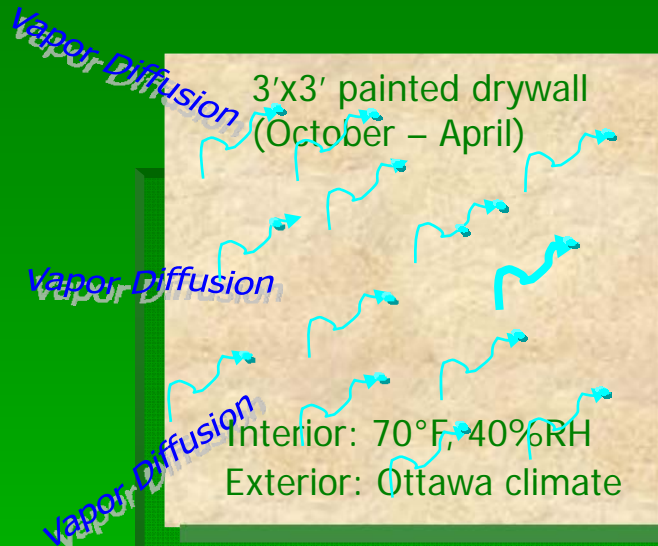 Vapor Diffusion
3'x3' painted drywall
(October – April)
Vapor Diffusion
Vapor Diffusion
Interior: 70°F, 40%RH
Exterior: Ottawa climate